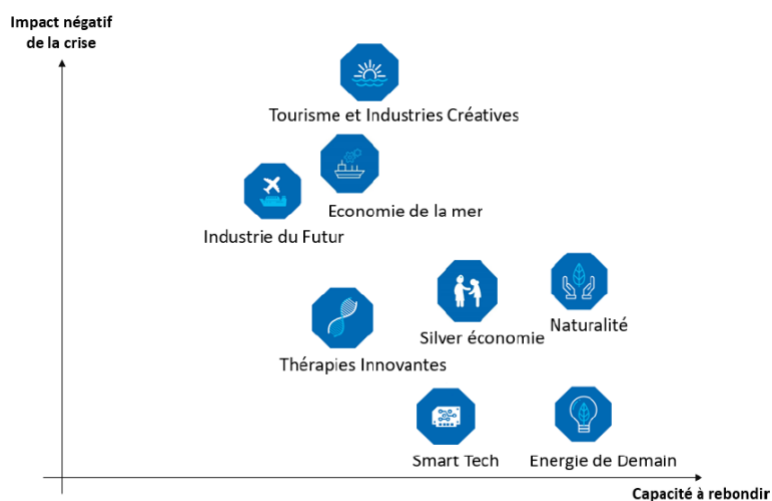 Impact négatif
de la crise
Tourisme et Industries Créatives
Economie de la mer
Industrie du Futur
Naturalité
Silver économie
Thérapies Innovantes
Smart Tech
Energie de Demain
Capacité à rebondir